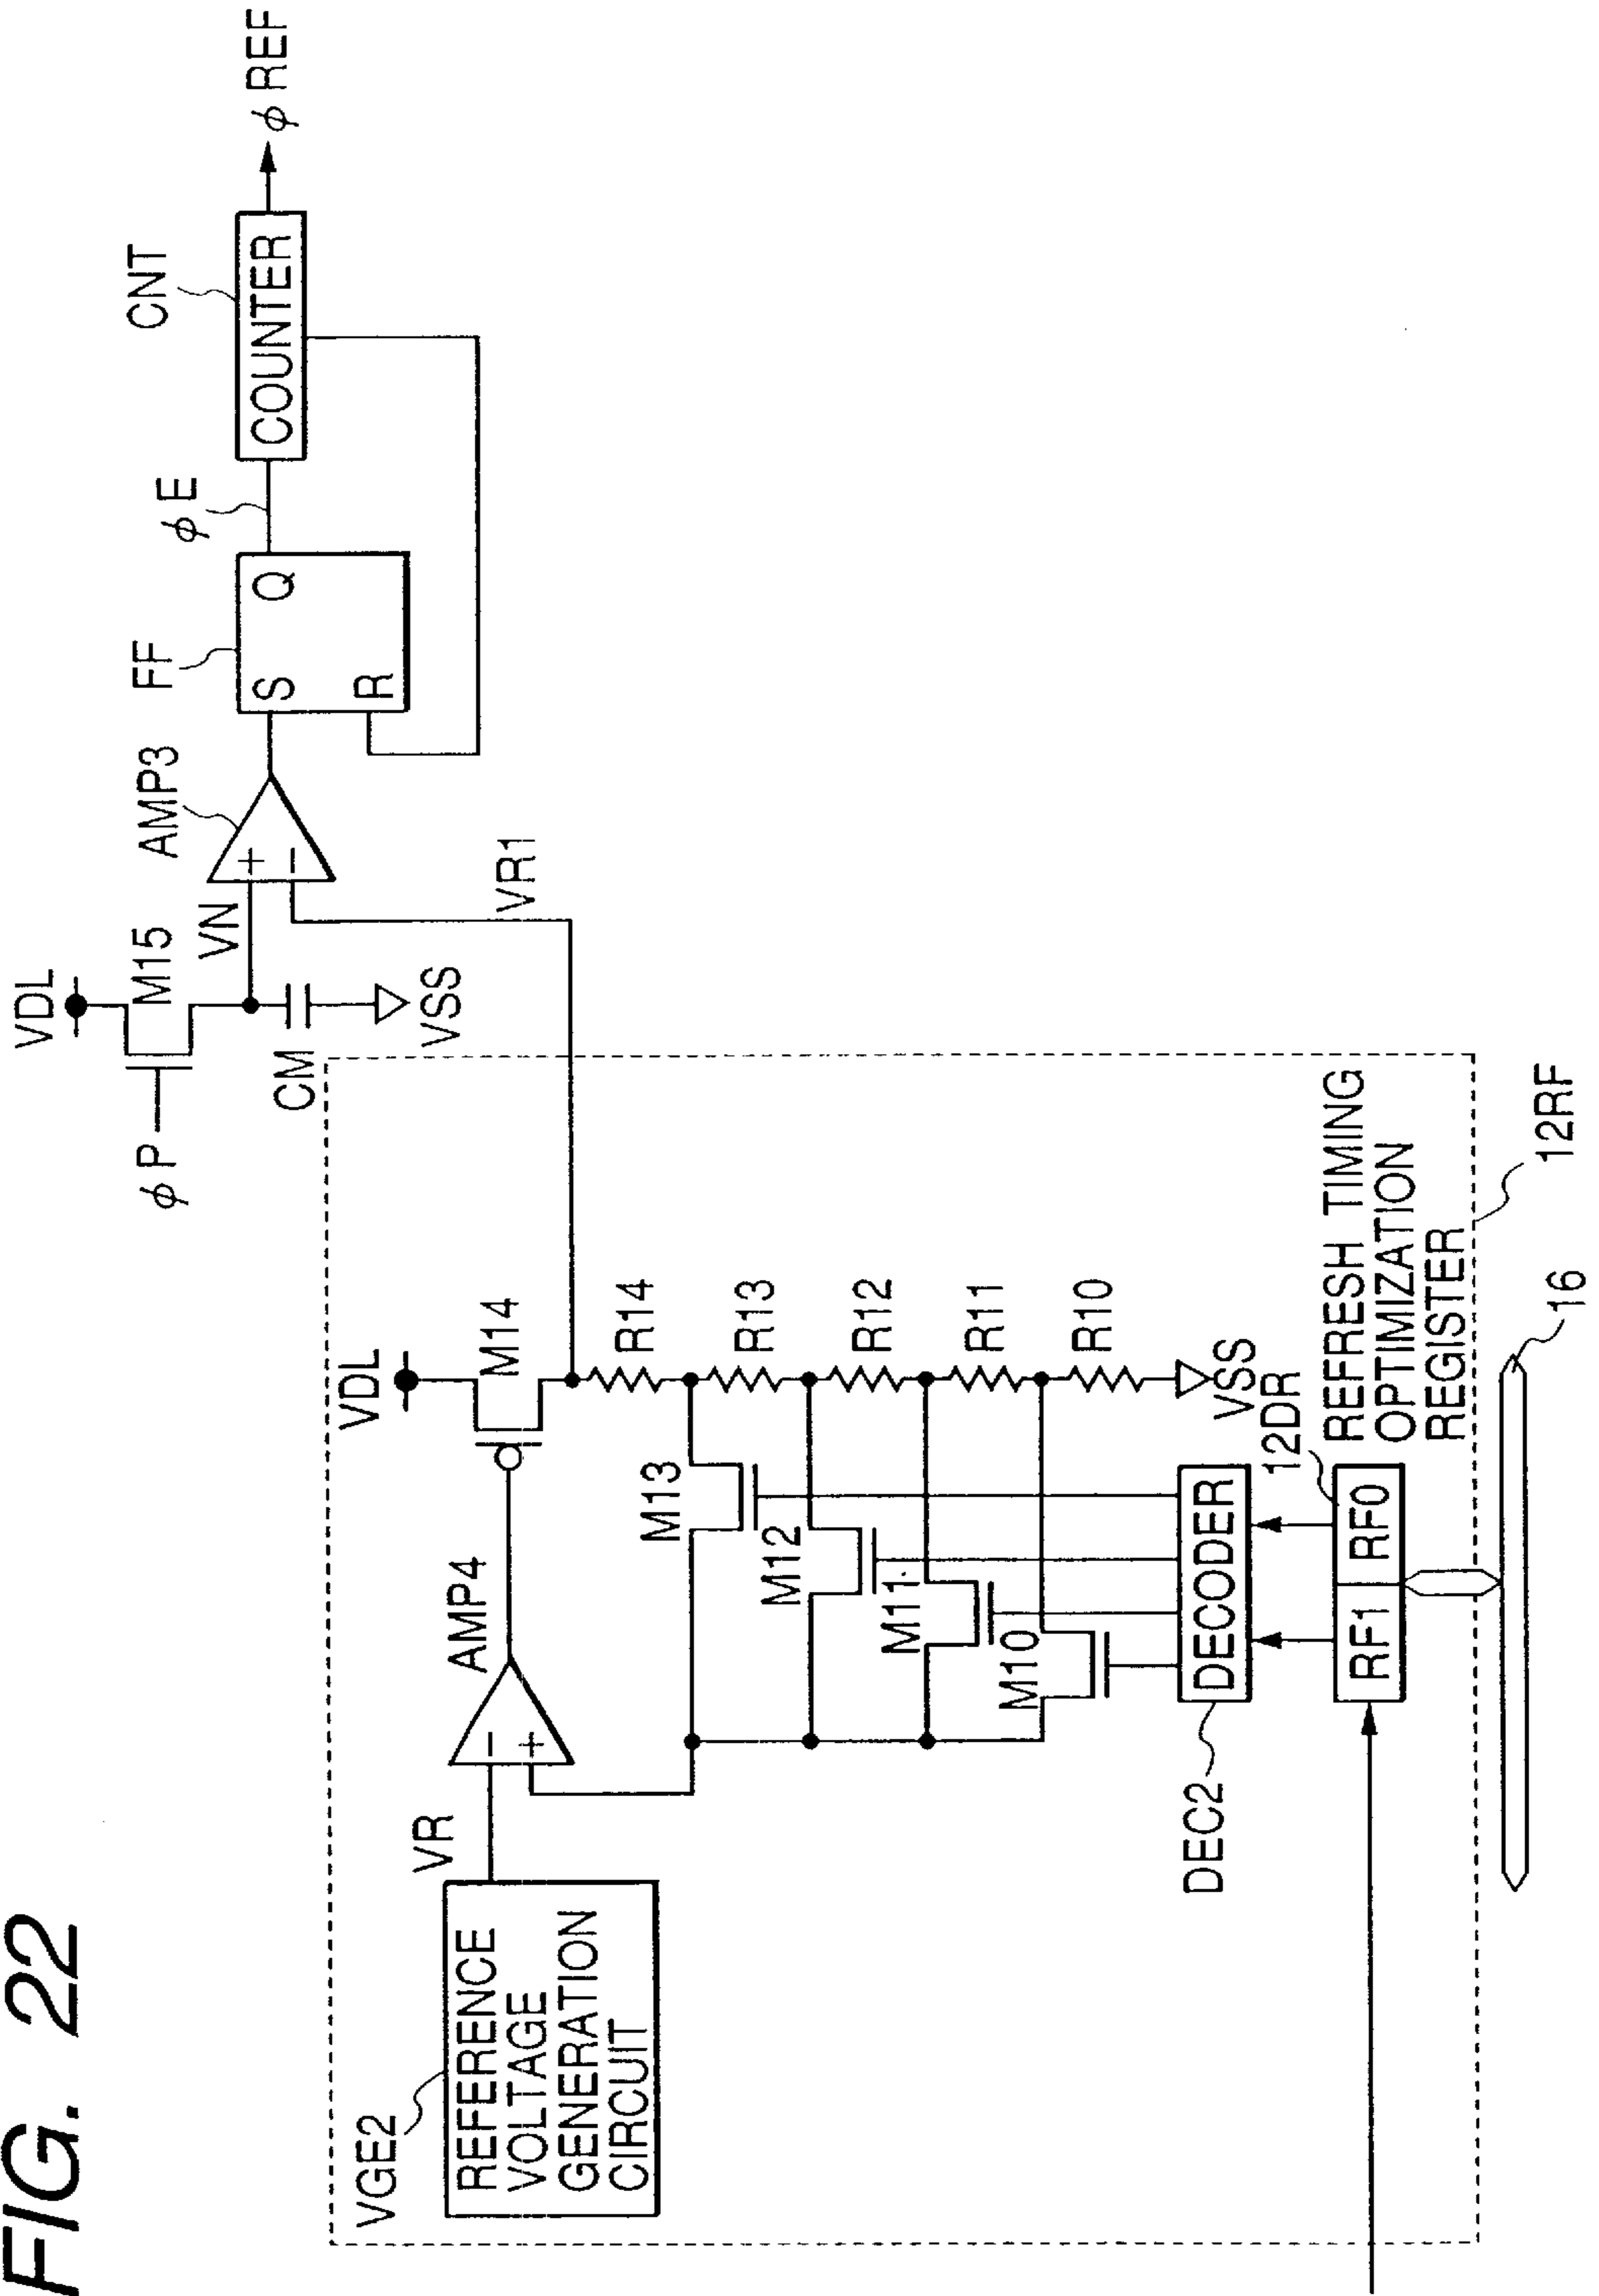 FIG. 22
VDL
φP
M15
VN
CM
VSS
AMP3
+
−
VR1
FF
S
Q
R
φE
CNT
COUNTER
φREF
VGE2
REFERENCE
VOLTAGE
GENERATION
CIRCUIT
VR
AMP4
−
+
VDL
M14
R14
R13
R12
R11
R10
VSS
M13
M12
M11
M10
DEC2
DECODER
12DR
RF1
RF0
REFRESH TIMING
OPTIMIZATION
REGISTER
12RF
16